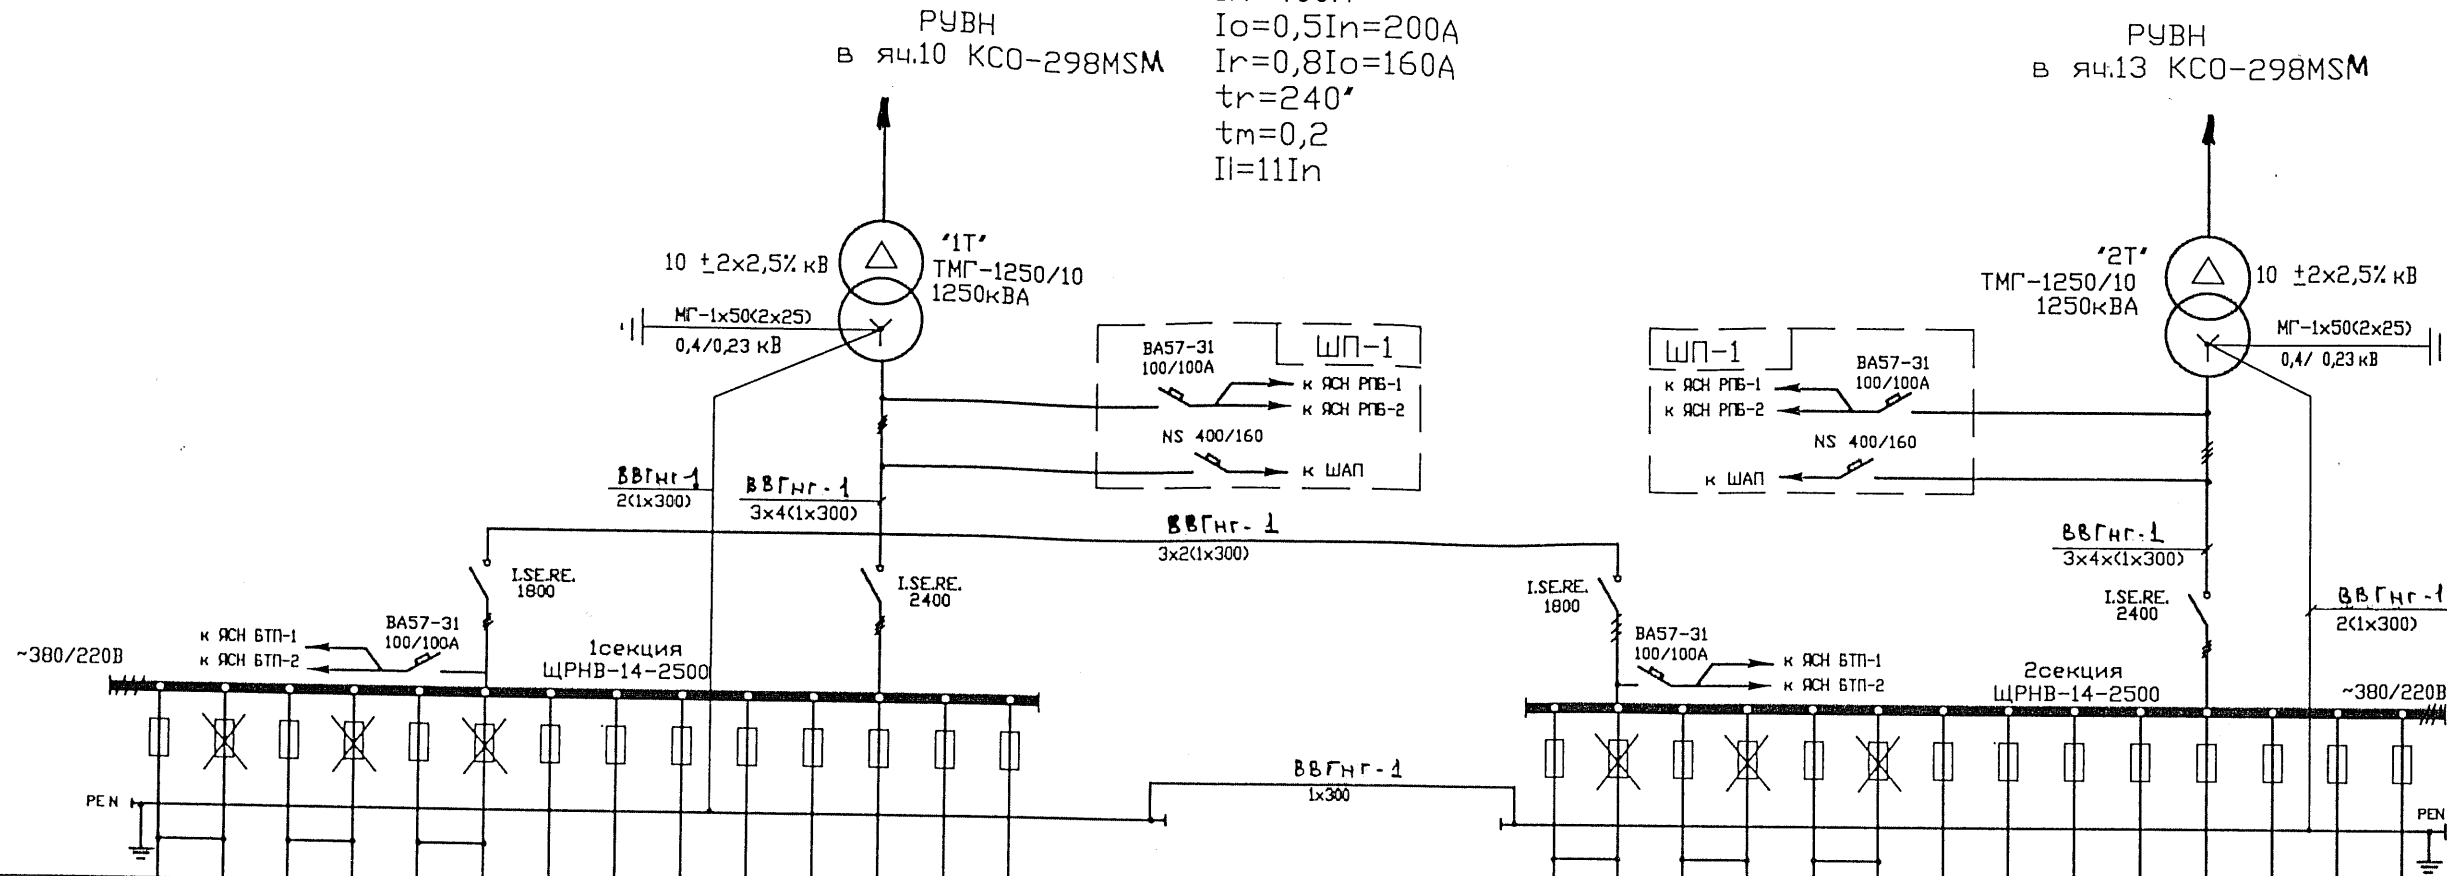 РУВН
в яч.10 КСО-298MSM
Io=0,5In=200А
Ir=0,8Io=160А
tr=240"
tm=0,2
Il=11In
РУВН
в яч.13 КСО-298MSM
10 ±2х2,5% кВ
"1Т"
ТМГ-1250/10
1250кВА
МГ-1х50(2х25)
0,4/0,23 кВ
"2Т"
ТМГ-1250/10
1250кВА
10 ±2х2,5% кВ
МГ-1х50(2х25)
0,4/ 0,23 кВ
ВА57-31
100/100А
ШП-1
к ЯСН РПБ-1
к ЯСН РПБ-2
NS 400/160
к ШАП
ШП-1
ВА57-31
100/100А
к ЯСН РПБ-1
к ЯСН РПБ-2
NS 400/160
к ШАП
ВВГнг-1
2(1х300)
ВВГнг-1
3х4(1х300)
ВВГнг-1
3х2(1х300)
ВВГнг-1
3х4х(1х300)
ВВГнг-1
2(1х300)
I.SE.RE.
1800
I.SE.RE.
2400
I.SE.RE.
1800
I.SE.RE.
2400
~380/220В
к ЯСН БТП-1
к ЯСН БТП-2
ВА57-31
100/100А
1секция
ЩРНВ-14-2500
ВА57-31
100/100А
к ЯСН БТП-1
к ЯСН БТП-2
2секция
ЩРНВ-14-2500
~380/220В
PEN
ВВГнг-1
1х300
PEN